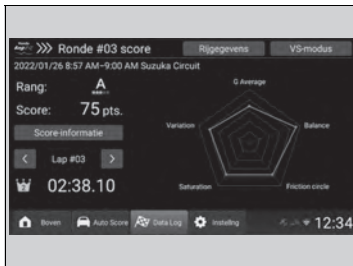 Ronde #03 score
Rijgegevens
VS-modus
2022/01/26 8:57 AM–9:00 AM Suzuka Circuit
Rang: A
Score: 75 pts.
Score-informatie
< Lap #03 >
02:38.10
G Average
Variation
Balance
Saturation
Friction circle
Boven
Auto Score
Data Log
Instelling
12:34